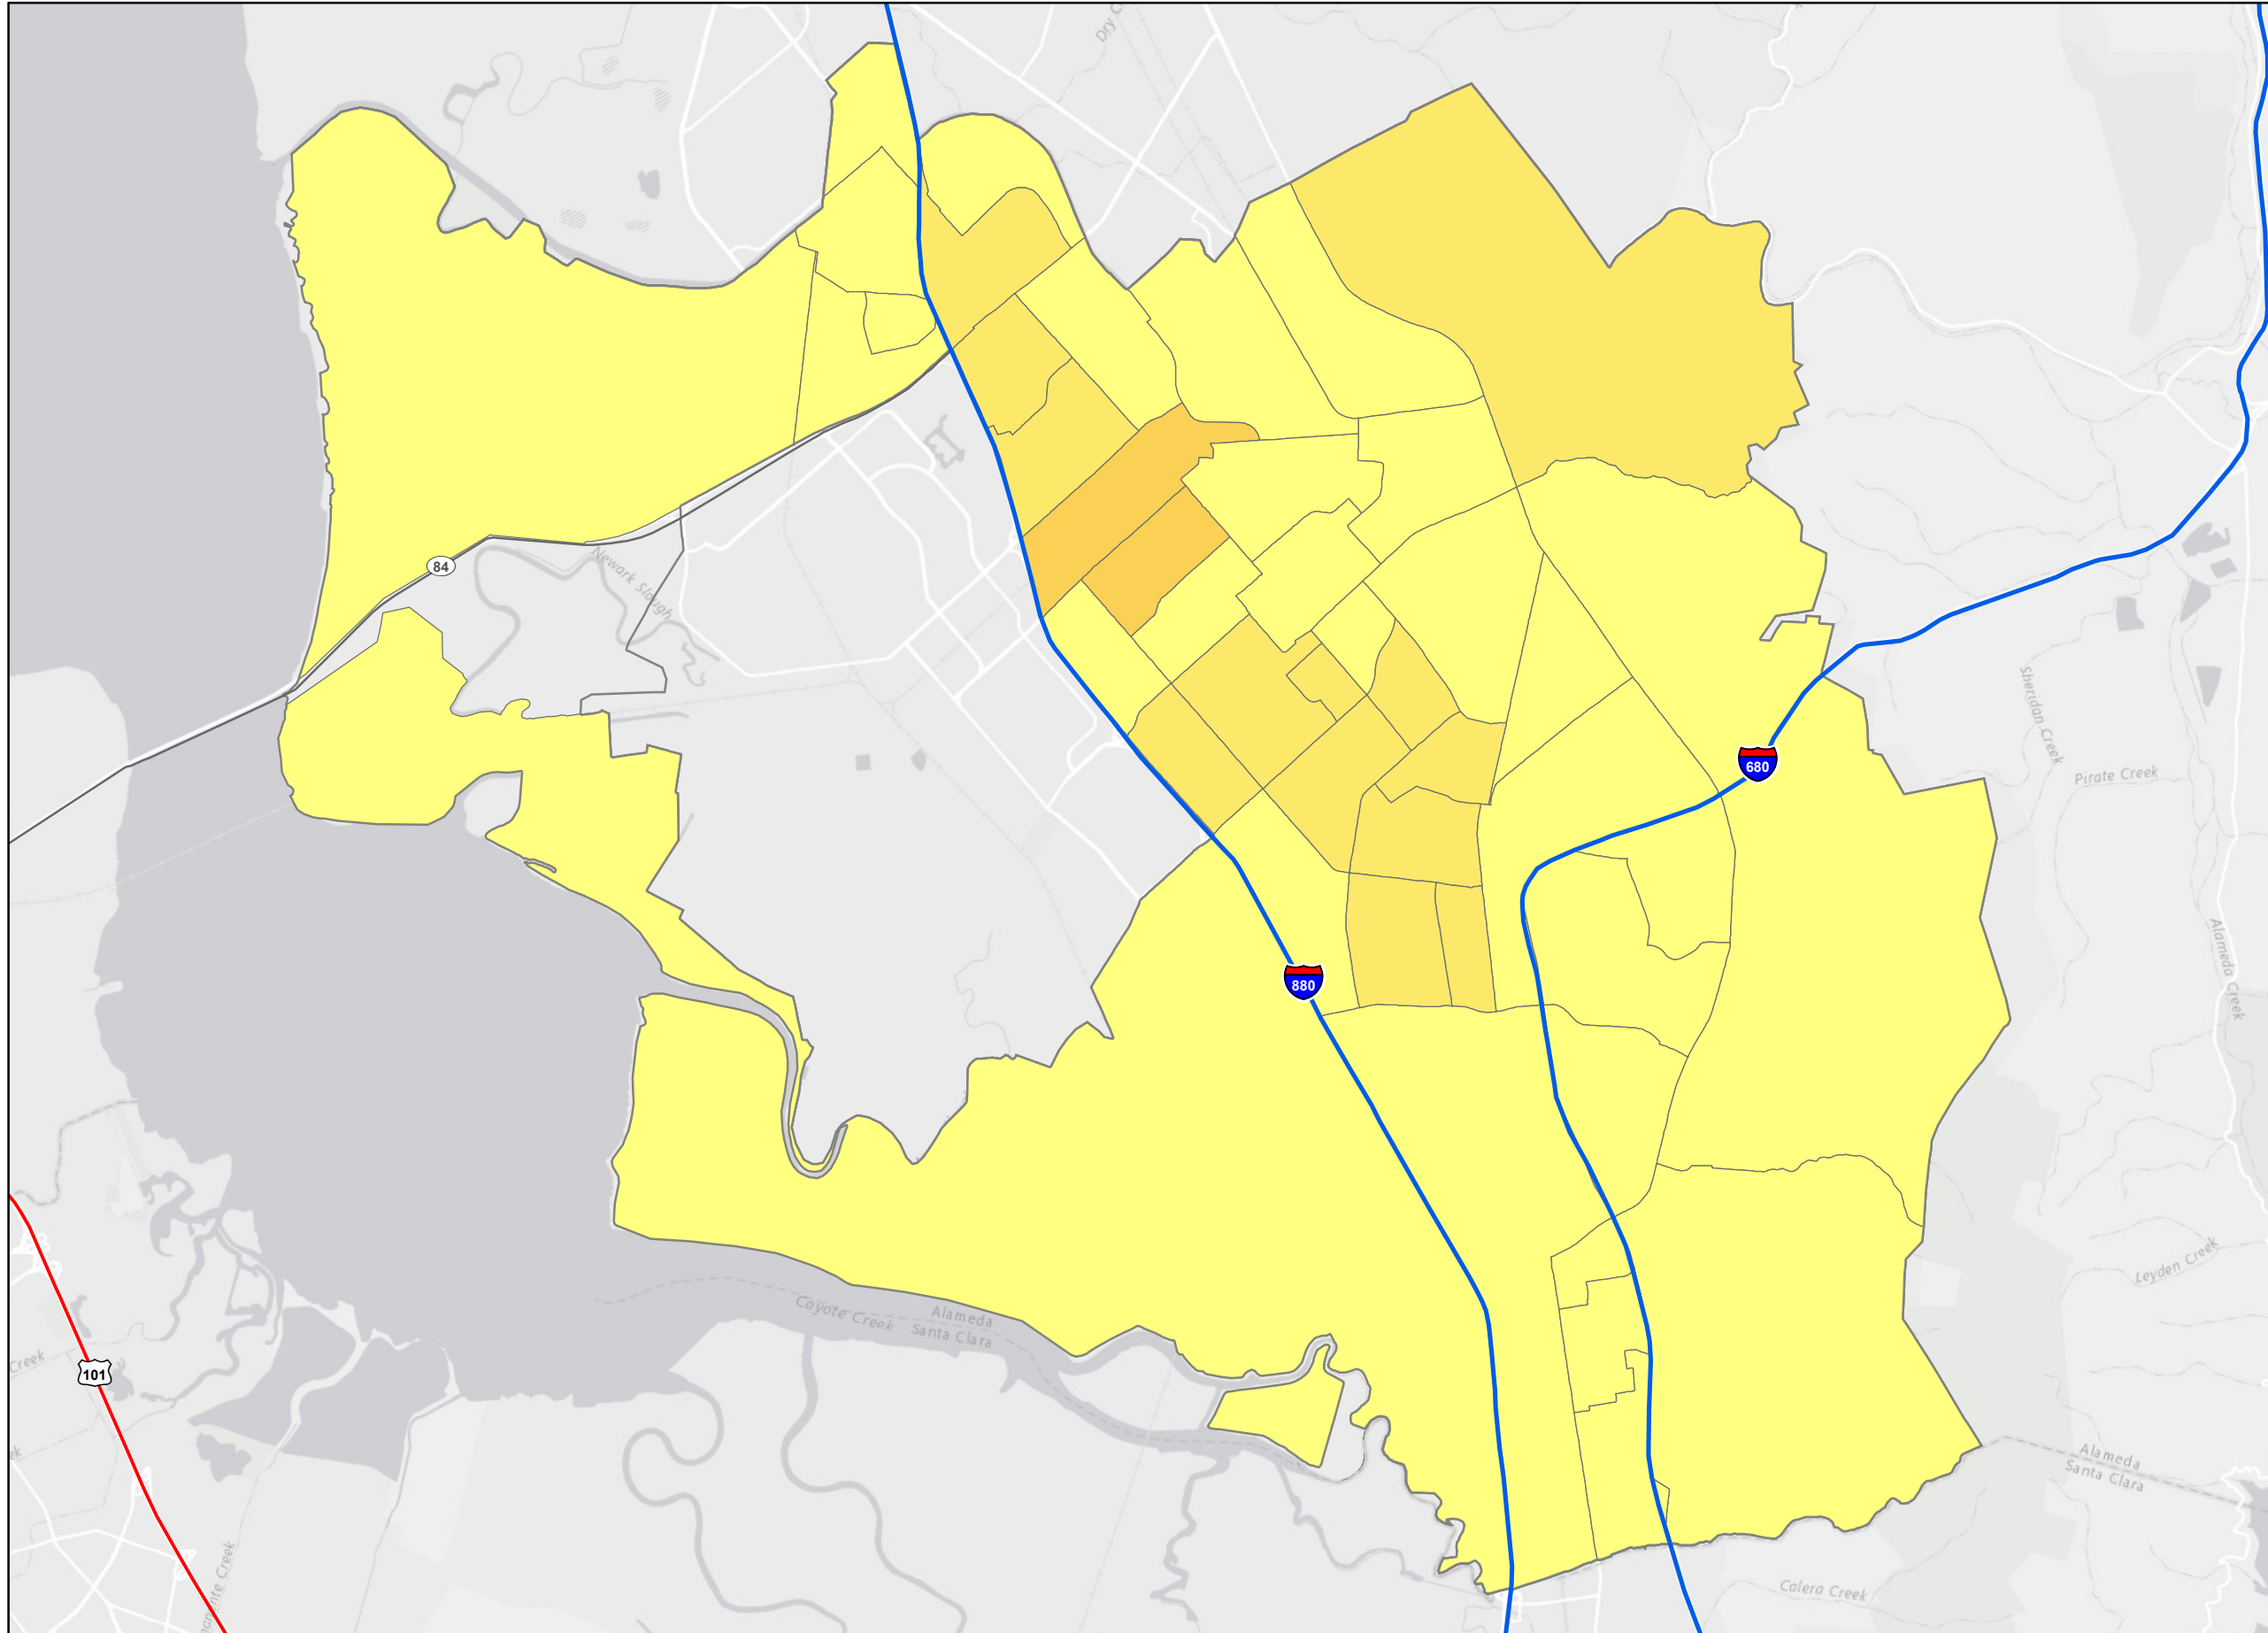 84
Newark Slough
Sheridan Creek
Pirate Creek
680
Alameda Creek
880
Leyden Creek
Coyote Creek
Alameda
Santa Clara
Creek
101
Alameda
Santa Clara
Calera Creek
Creek